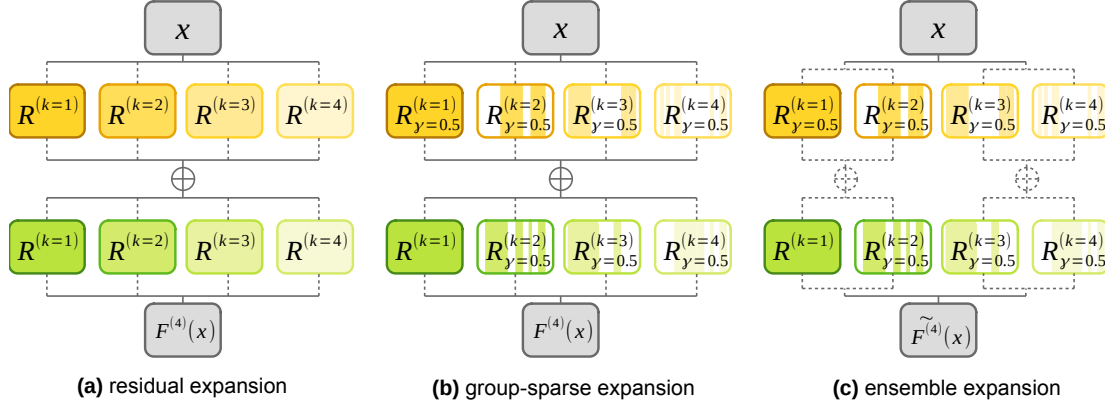 x x x
R^(k=1) R^(k=2) R^(k=3) R^(k=4) R^(k=1)_γ=0.5 R^(k=2)_γ=0.5 R^(k=3)_γ=0.5 R^(k=4)_γ=0.5 R^(k=1)_γ=0.5 R^(k=2)_γ=0.5 R^(k=3)_γ=0.5 R^(k=4)_γ=0.5
R^(k=1) R^(k=2) R^(k=3) R^(k=4) R^(k=1) R^(k=2)_γ=0.5 R^(k=3)_γ=0.5 R^(k=4)_γ=0.5 R^(k=1) R^(k=2)_γ=0.5 R^(k=3)_γ=0.5 R^(k=4)_γ=0.5
F^(4)(x) F^(4)(x) F̃^(4)(x)
(a) residual expansion (b) group-sparse expansion (c) ensemble expansion